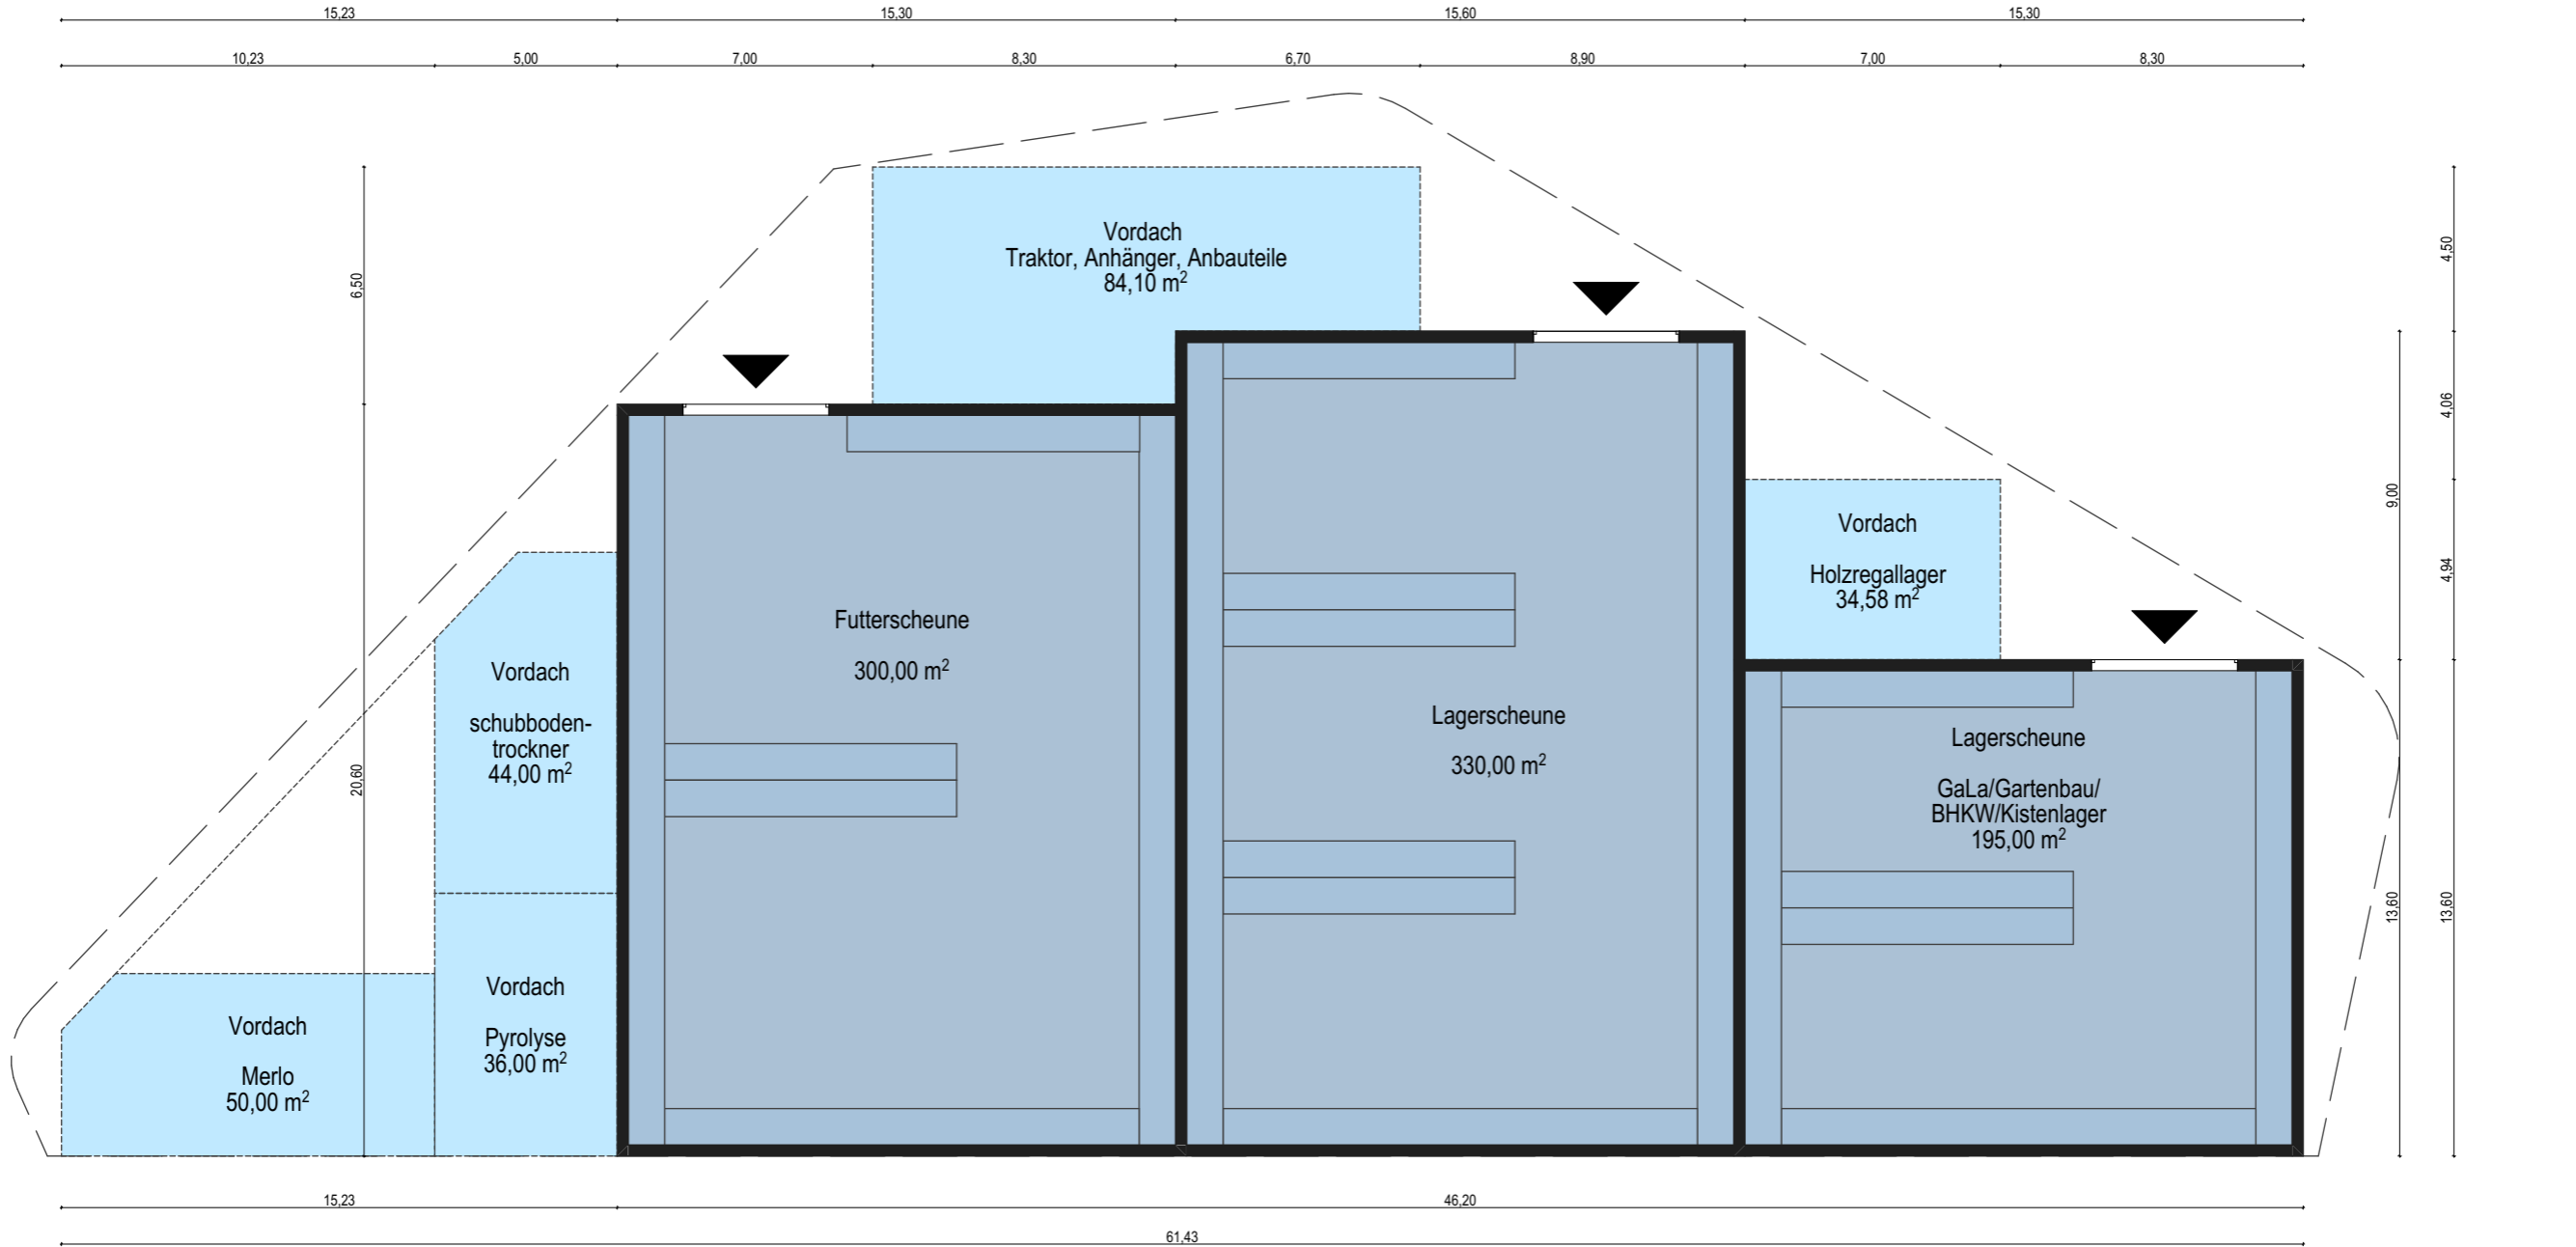 15,23
15,30
15,60
15,30
10,23
5,00
7,00
8,30
6,70
8,90
7,00
8,30
6,50
20,60
Vordach
Traktor, Anhänger, Anbauteile
84,10 m²
4,50
4,06
4,94
13,60
9,00
13,60
Vordach
Holzregallager
34,58 m²
Futterscheune
300,00 m²
Vordach
schubboden-
trockner
44,00 m²
Lagerscheune
330,00 m²
Lagerscheune
GaLa/Gartenbau/
BHKW/Kistenlager
195,00 m²
Vordach
Pyrolyse
36,00 m²
Vordach
Merlo
50,00 m²
15,23
46,20
61,43